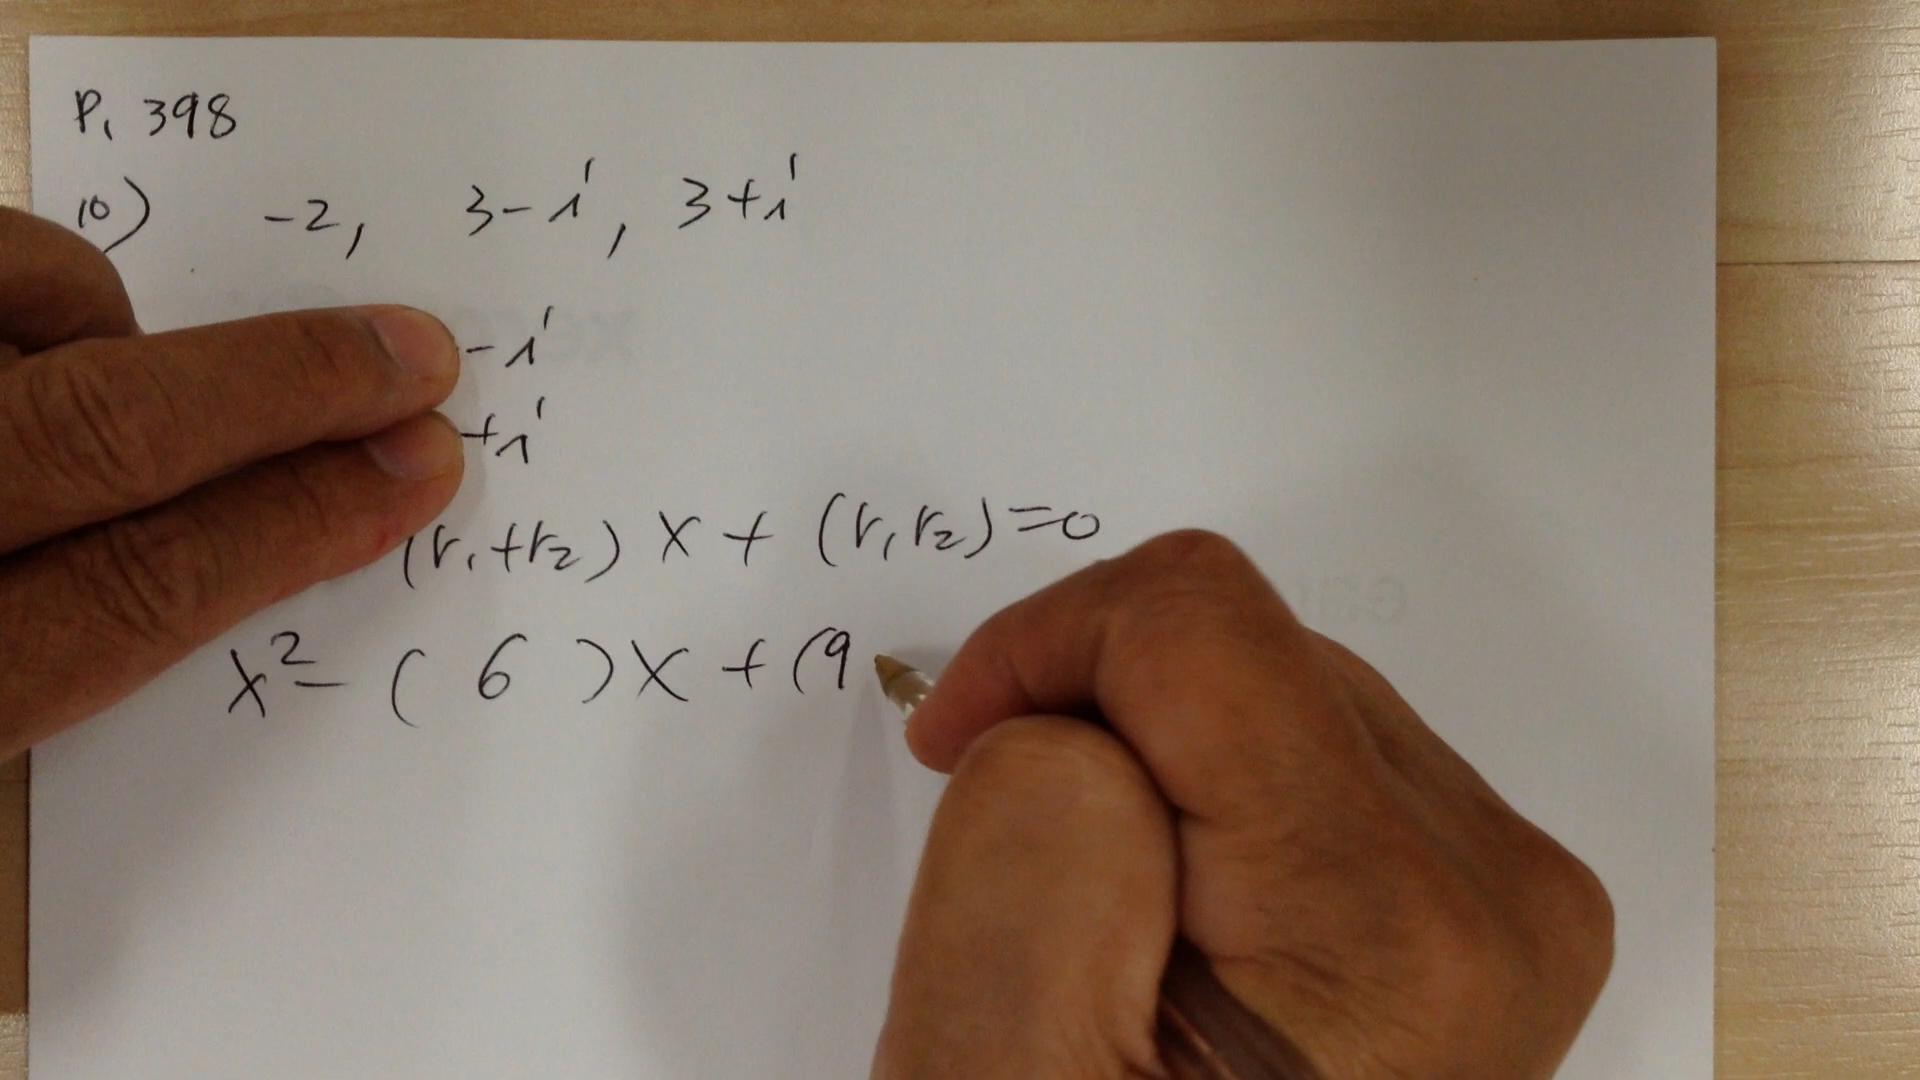 P. 398
10) -2, 3-i, 3+i
-i
+i
(r₁+r₂) x + (r₁r₂)=0
x²- ( 6 )x + (9